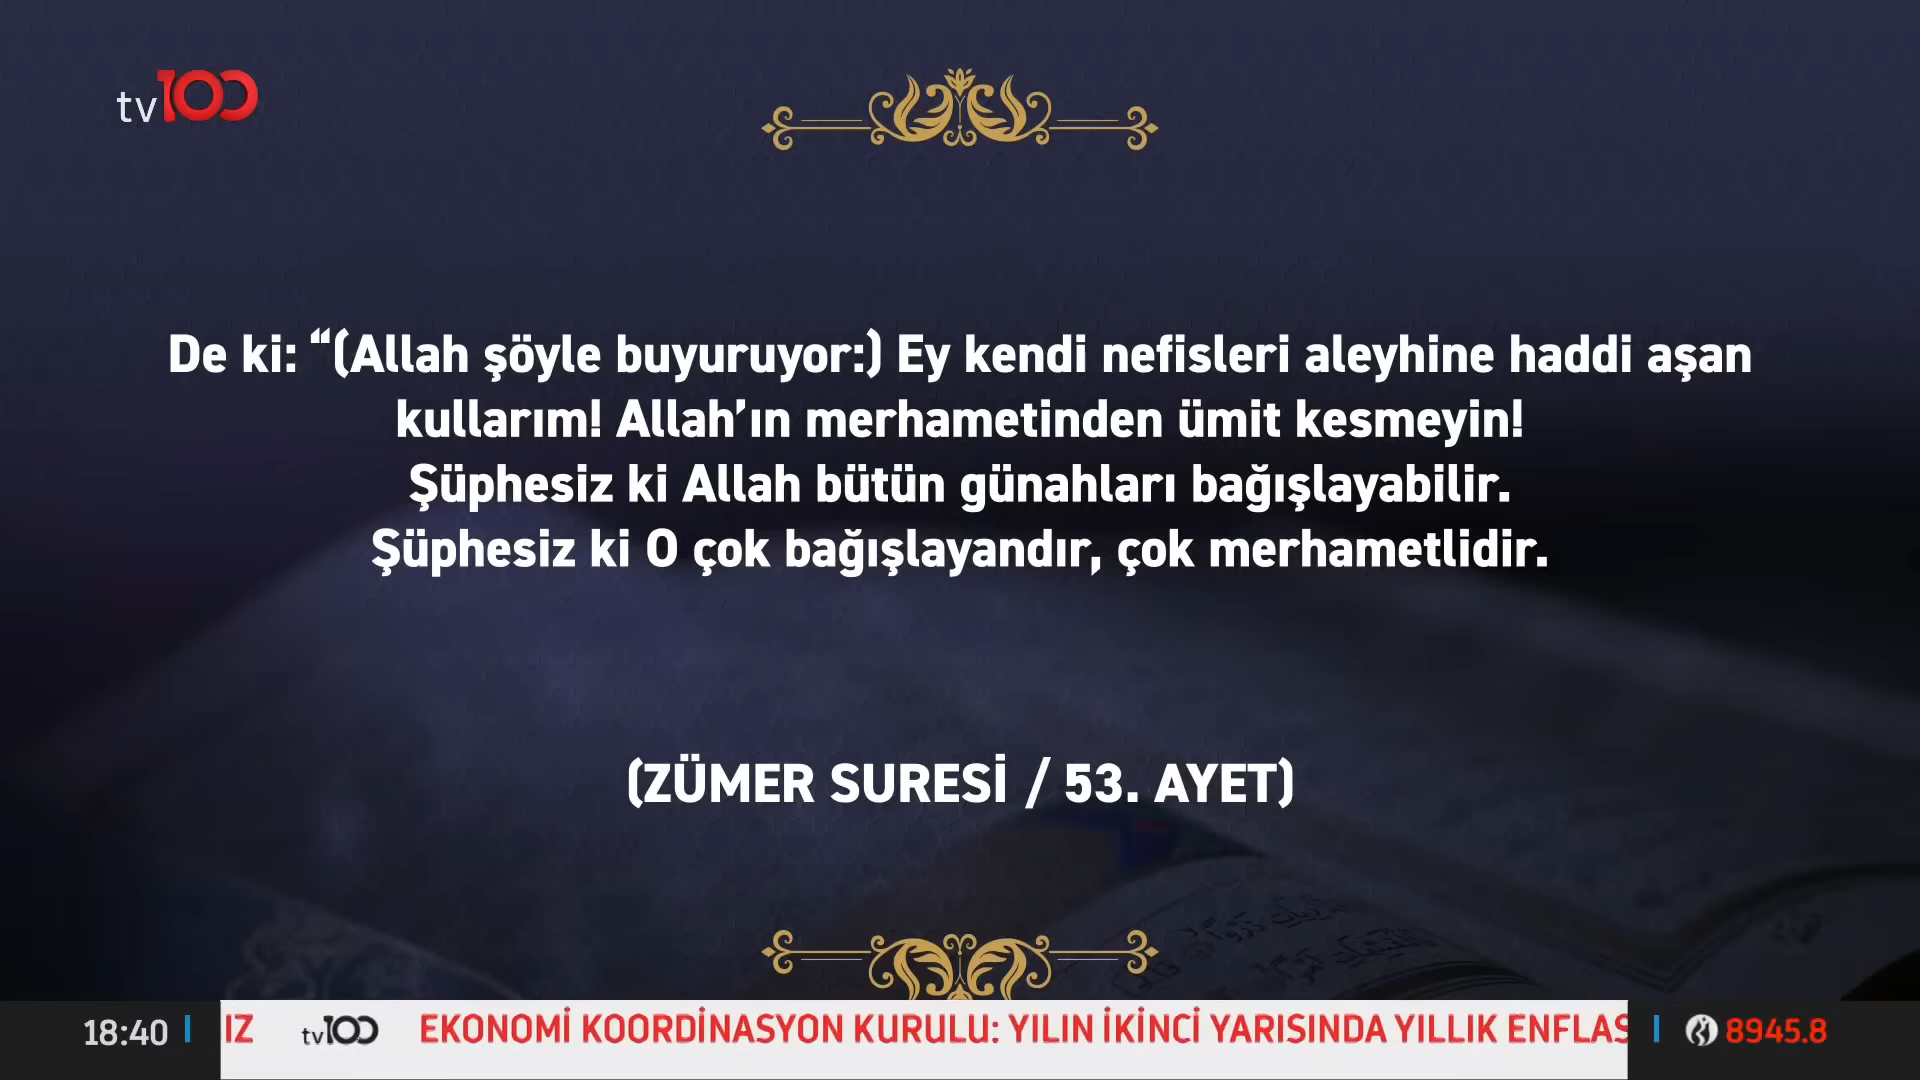 tv100
De ki: “(Allah şöyle buyuruyor:) Ey kendi nefisleri aleyhine haddi aşan
kullarım! Allah’ın merhametinden ümit kesmeyin!
Şüphesiz ki Allah bütün günahları bağışlayabilir.
Şüphesiz ki O çok bağışlayandır, çok merhametlidir.
(ZÜMER SURESİ / 53. AYET)
18:40
IZ tv100 EKONOMİ KOORDİNASYON KURULU: YILIN İKİNCİ YARISINDA YILLIK ENFLAS
8945.8